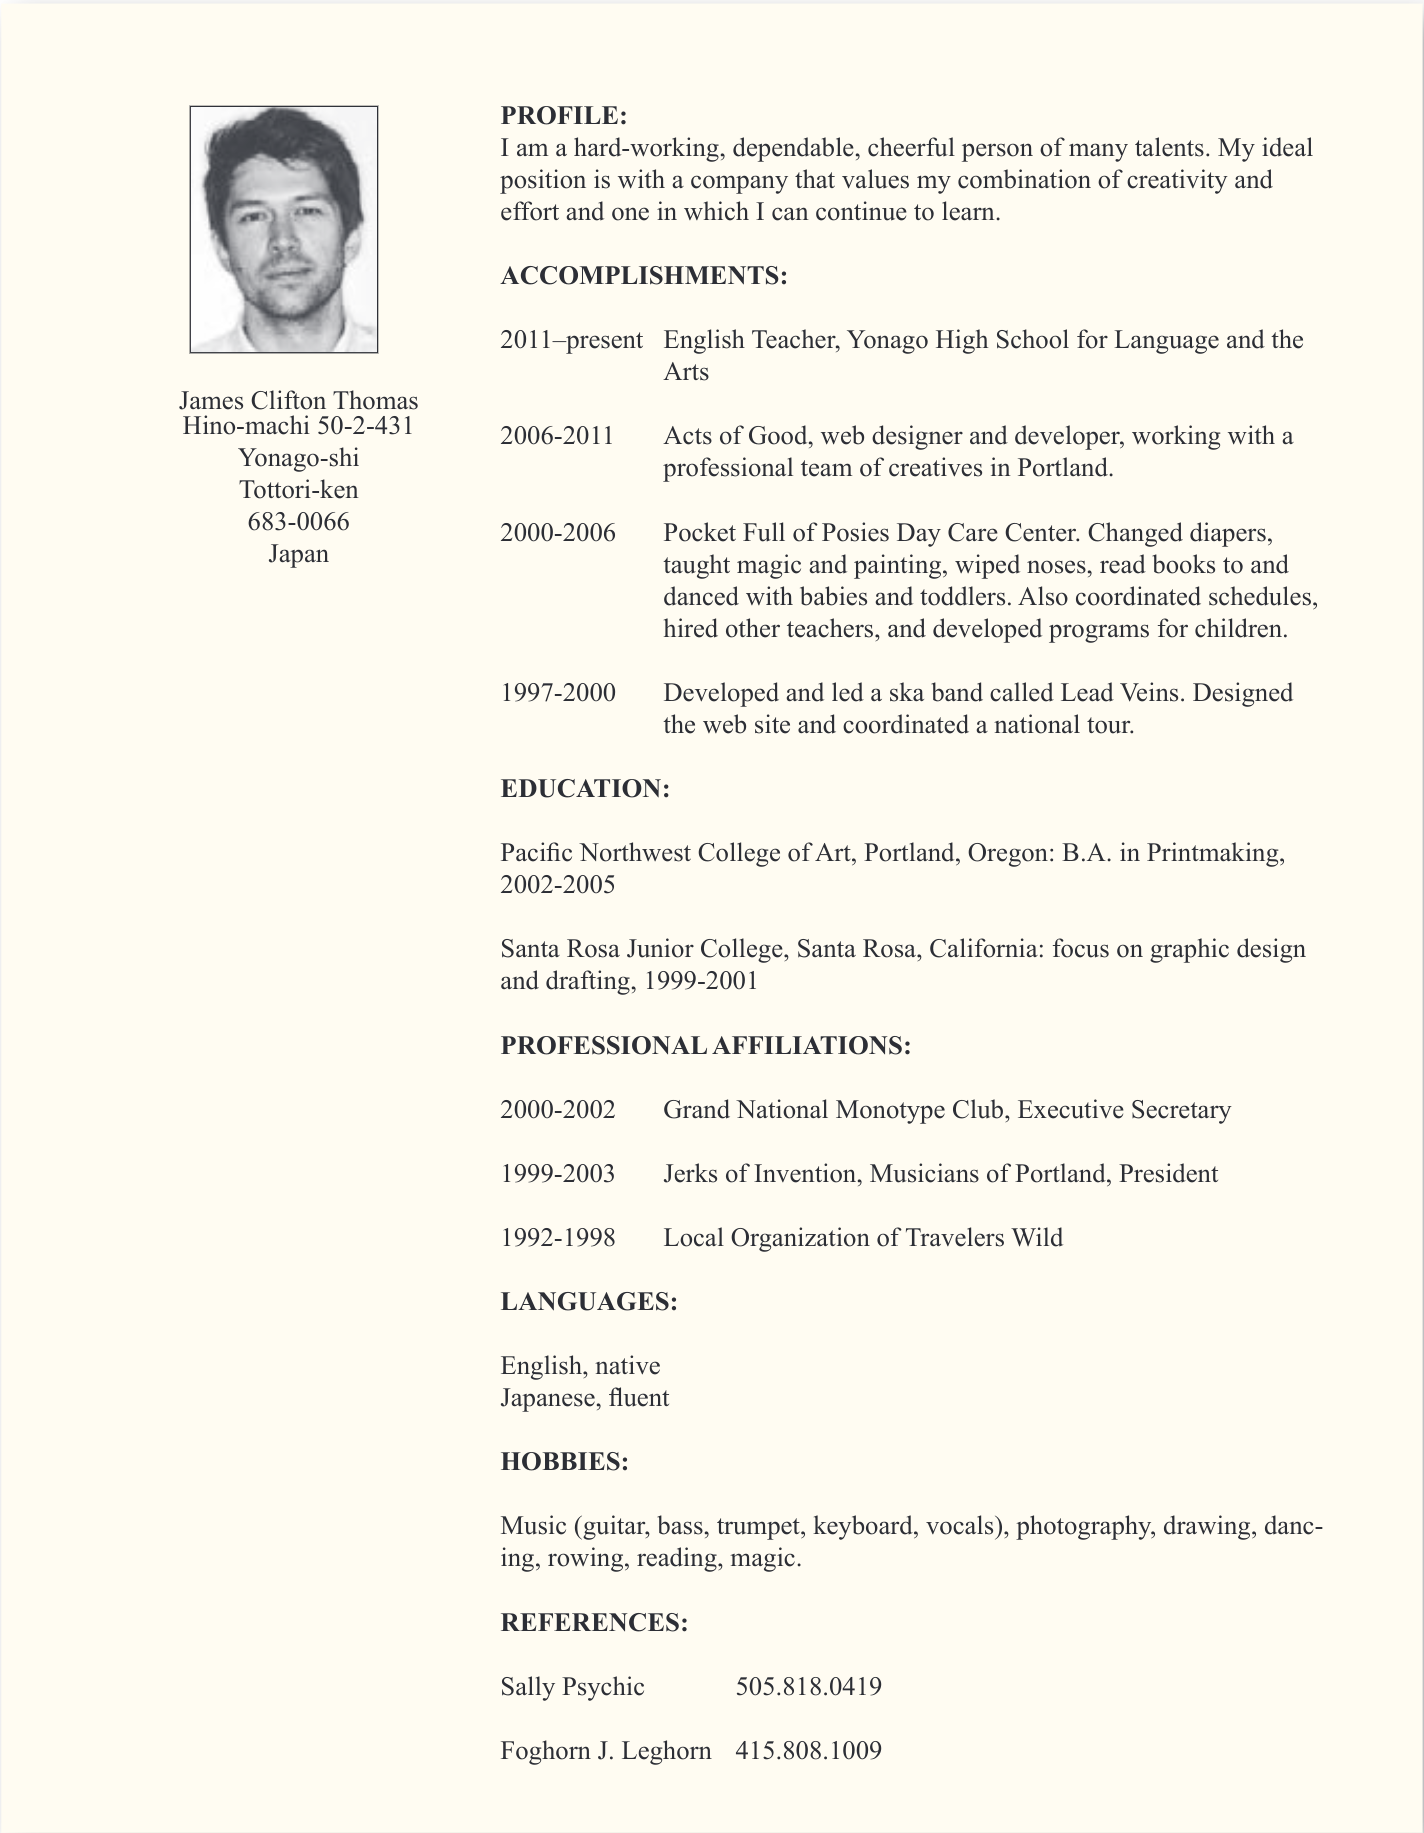 James Clifton Thomas
Hino-machi 50-2-431
Yonago-shi
Tottori-ken
683-0066
Japan
PROFILE:
I am a hard-working, dependable, cheerful person of many talents. My ideal
position is with a company that values my combination of creativity and
effort and one in which I can continue to learn.
ACCOMPLISHMENTS:
2011–present English Teacher, Yonago High School for Language and the
Arts
2006-2011 Acts of Good, web designer and developer, working with a
professional team of creatives in Portland.
2000-2006 Pocket Full of Posies Day Care Center. Changed diapers,
taught magic and painting, wiped noses, read books to and
danced with babies and toddlers. Also coordinated schedules,
hired other teachers, and developed programs for children.
1997-2000 Developed and led a ska band called Lead Veins. Designed
the web site and coordinated a national tour.
EDUCATION:
Pacific Northwest College of Art, Portland, Oregon: B.A. in Printmaking,
2002-2005
Santa Rosa Junior College, Santa Rosa, California: focus on graphic design
and drafting, 1999-2001
PROFESSIONAL AFFILIATIONS:
2000-2002 Grand National Monotype Club, Executive Secretary
1999-2003 Jerks of Invention, Musicians of Portland, President
1992-1998 Local Organization of Travelers Wild
LANGUAGES:
English, native
Japanese, fluent
HOBBIES:
Music (guitar, bass, trumpet, keyboard, vocals), photography, drawing, danc-
ing, rowing, reading, magic.
REFERENCES:
Sally Psychic 505.818.0419
Foghorn J. Leghorn 415.808.1009